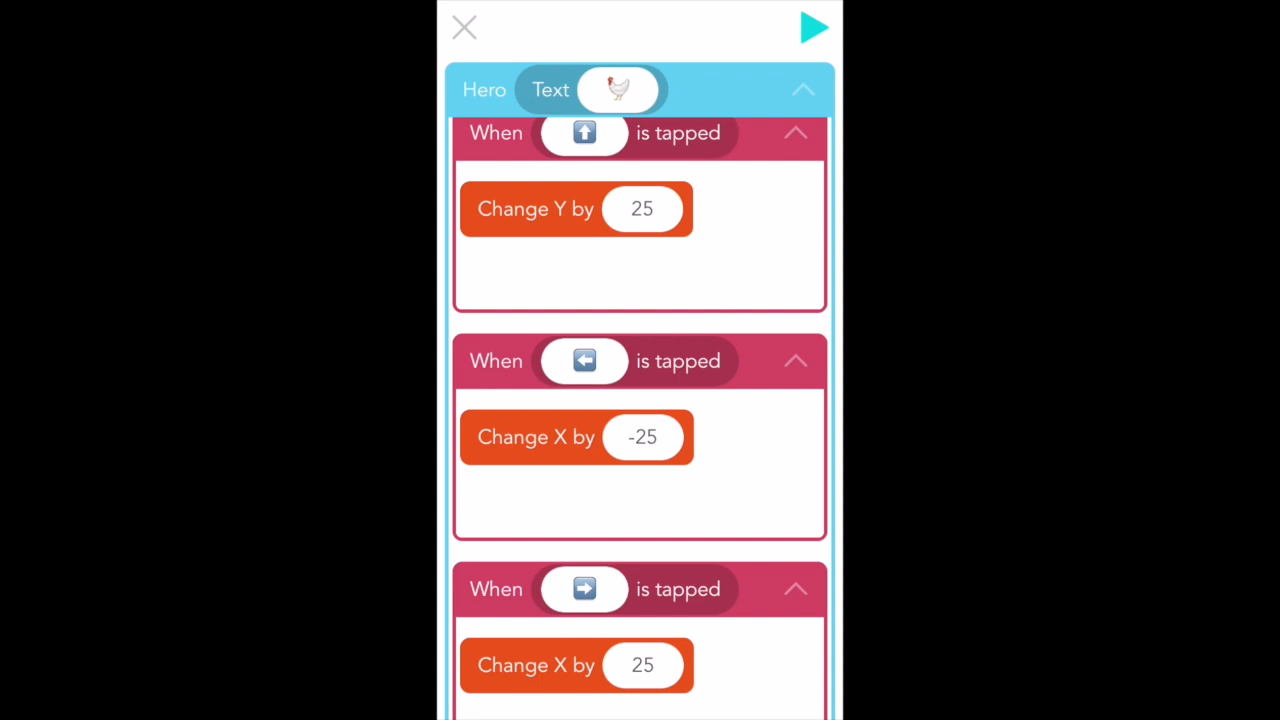 Hero Text 🐓
When ⬆️ is tapped
Change Y by 25
When ⬅️ is tapped
Change X by -25
When ➡️ is tapped
Change X by 25